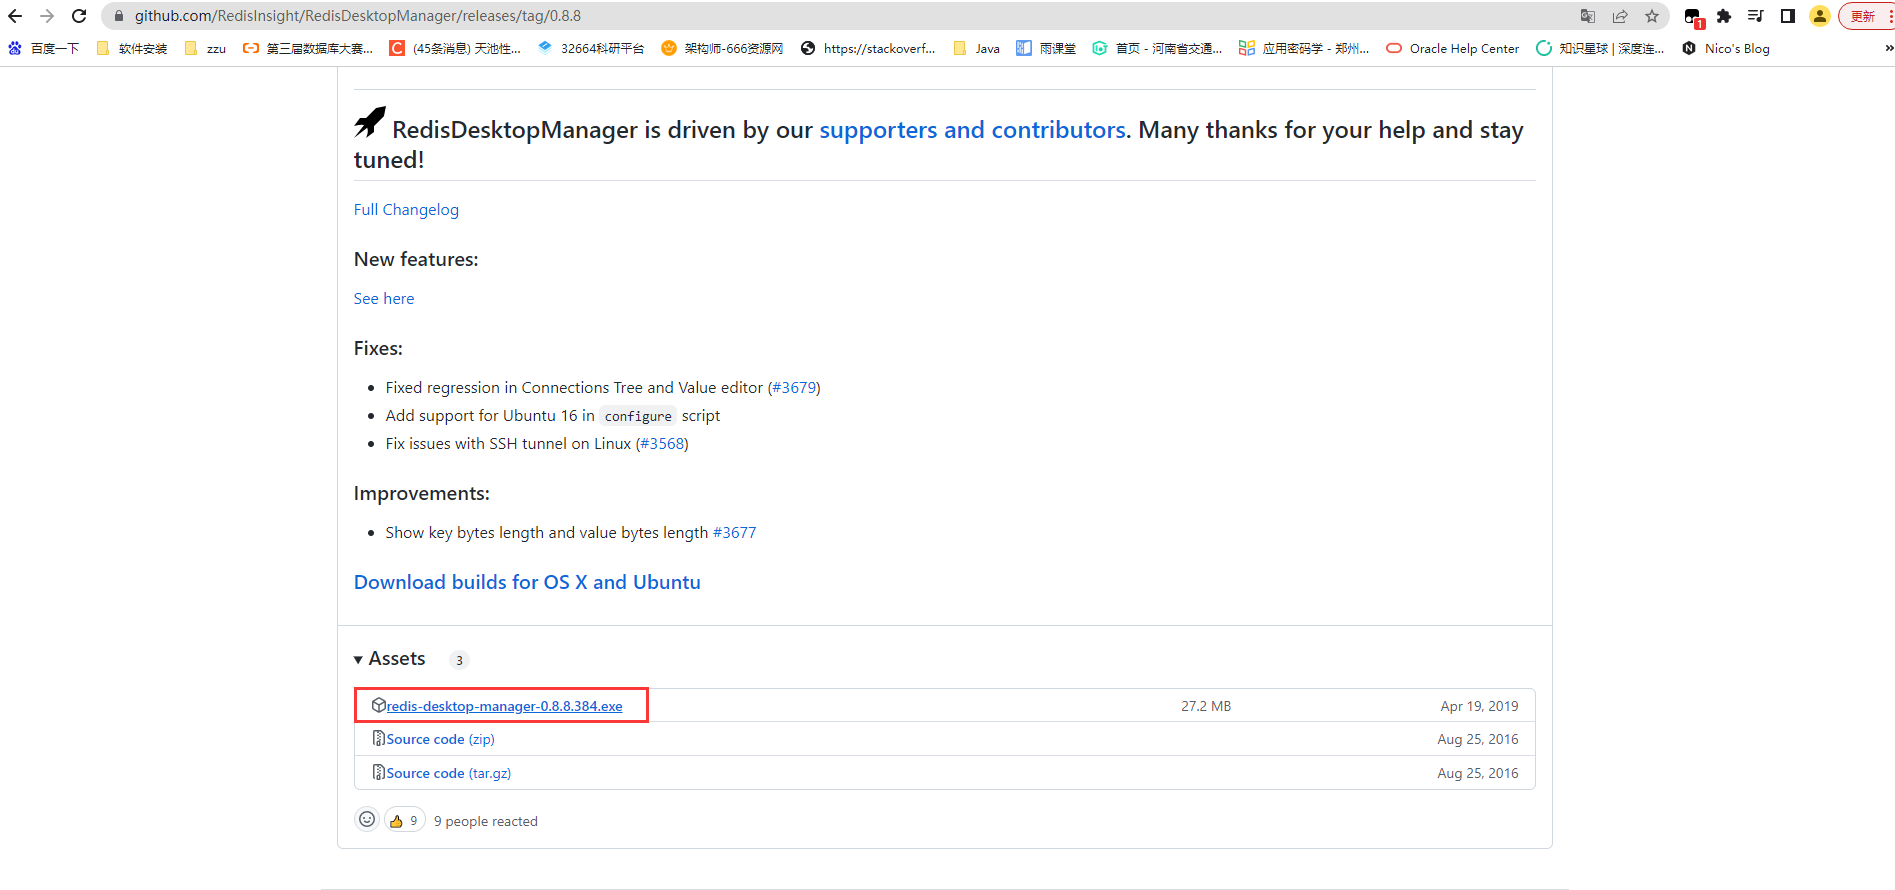 github.com/RedisInsight/RedisDesktopManager/releases/tag/0.8.8
1
更新
百度一下 软件安装 zzu 第三届数据库大赛... (45条消息) 天池性... 32664科研平台 架构师-666资源网 https://stackoverf... Java 雨课堂 首页 - 河南省交通... 应用密码学 - 郑州... Oracle Help Center 知识星球 | 深度连... Nico's Blog »
RedisDesktopManager is driven by our supporters and contributors. Many thanks for your help and stay
tuned!
Full Changelog
New features:
See here
Fixes:
• Fixed regression in Connections Tree and Value editor (#3679)
• Add support for Ubuntu 16 in configure script
• Fix issues with SSH tunnel on Linux (#3568)
Improvements:
• Show key bytes length and value bytes length #3677
Download builds for OS X and Ubuntu
Assets 3
redis-desktop-manager-0.8.8.384.exe 27.2 MB Apr 19, 2019
Source code (zip) Aug 25, 2016
Source code (tar.gz) Aug 25, 2016
9 9 people reacted